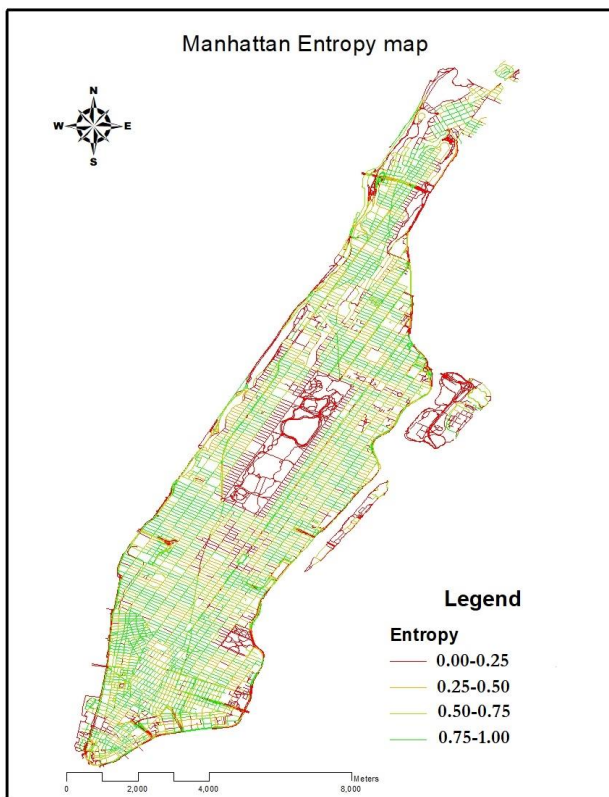 Manhattan Entropy map
N
W E
S
Legend
Entropy
0.00-0.25
0.25-0.50
0.50-0.75
0.75-1.00
Meters
0 2,000 4,000 8,000